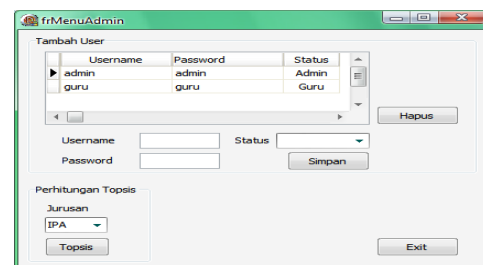 frMenuAdmin
Tambah User
Username Password Status
admin admin Admin
guru guru Guru
Hapus
Username Status
Password Simpan
Perhitungan Topsis
Jurusan
IPA
Topsis Exit